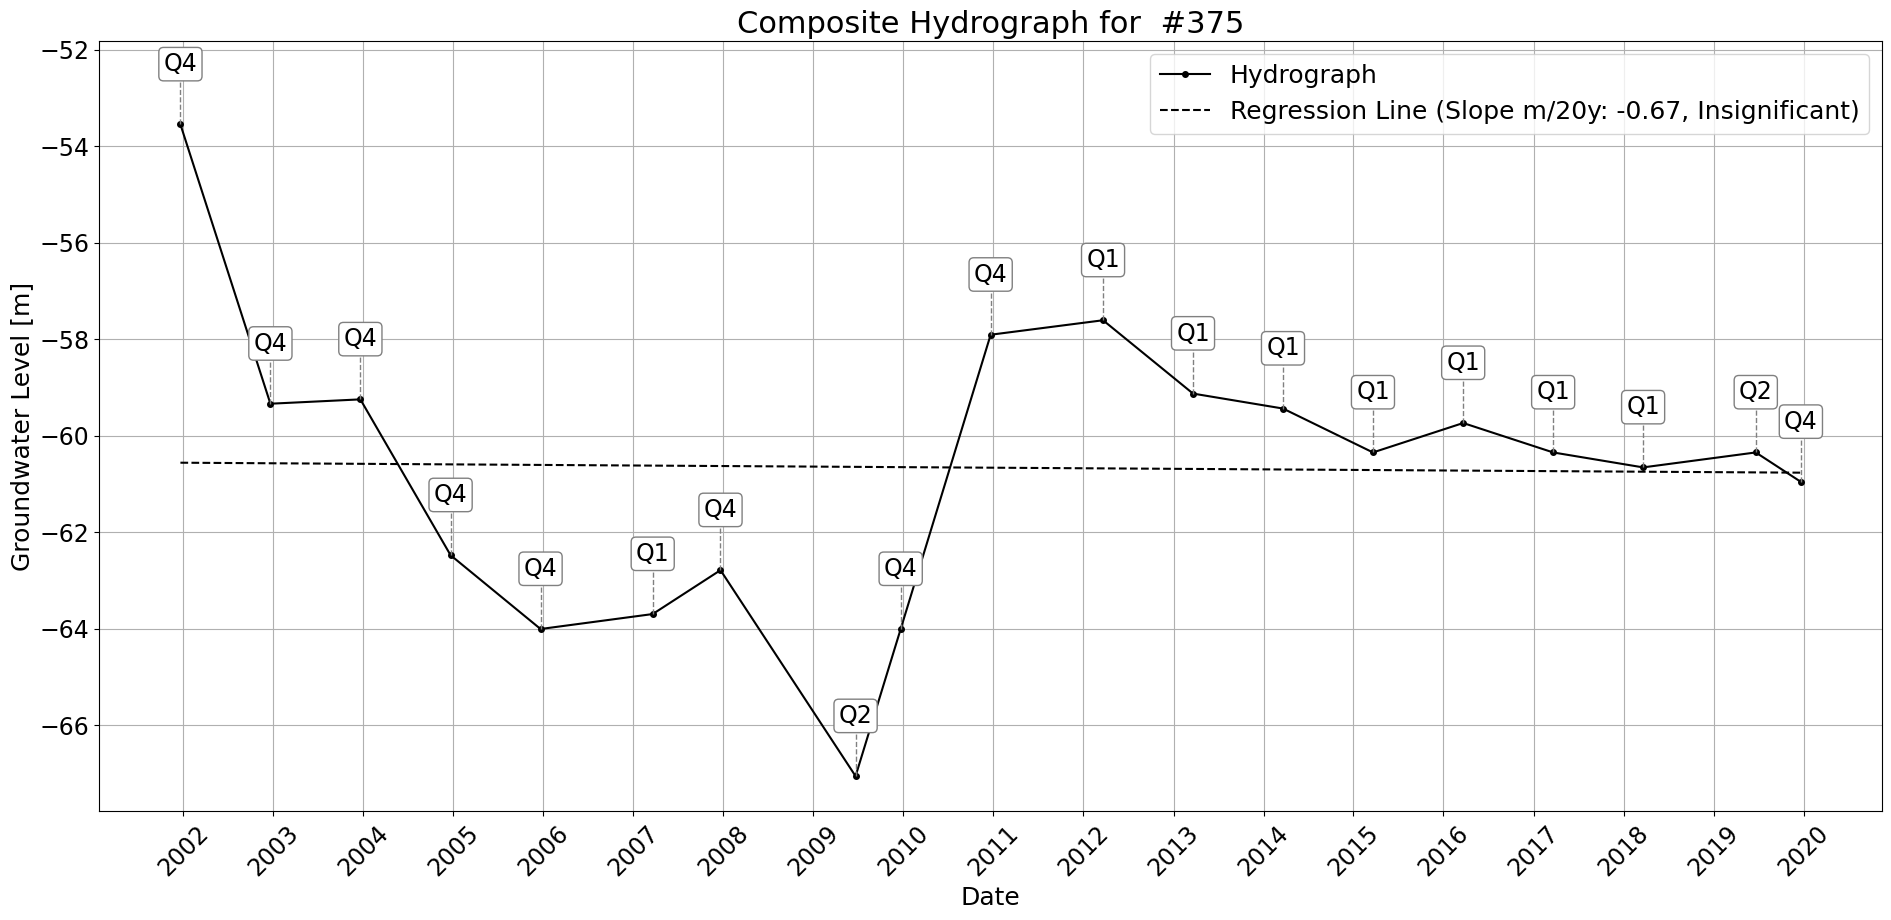 Composite Hydrograph for  #375
Hydrograph
Regression Line (Slope m/20y: -0.67, Insignificant)
Groundwater Level [m]
−52
−54
−56
−58
−60
−62
−64
−66
Q4
Q4
Q4
Q4
Q4
Q1
Q4
Q2
Q4
Q4
Q1
Q1
Q1
Q1
Q1
Q1
Q1
Q2
Q4
2002
2003
2004
2005
2006
2007
2008
2009
2010
2011
2012
2013
2014
2015
2016
2017
2018
2019
2020
Date